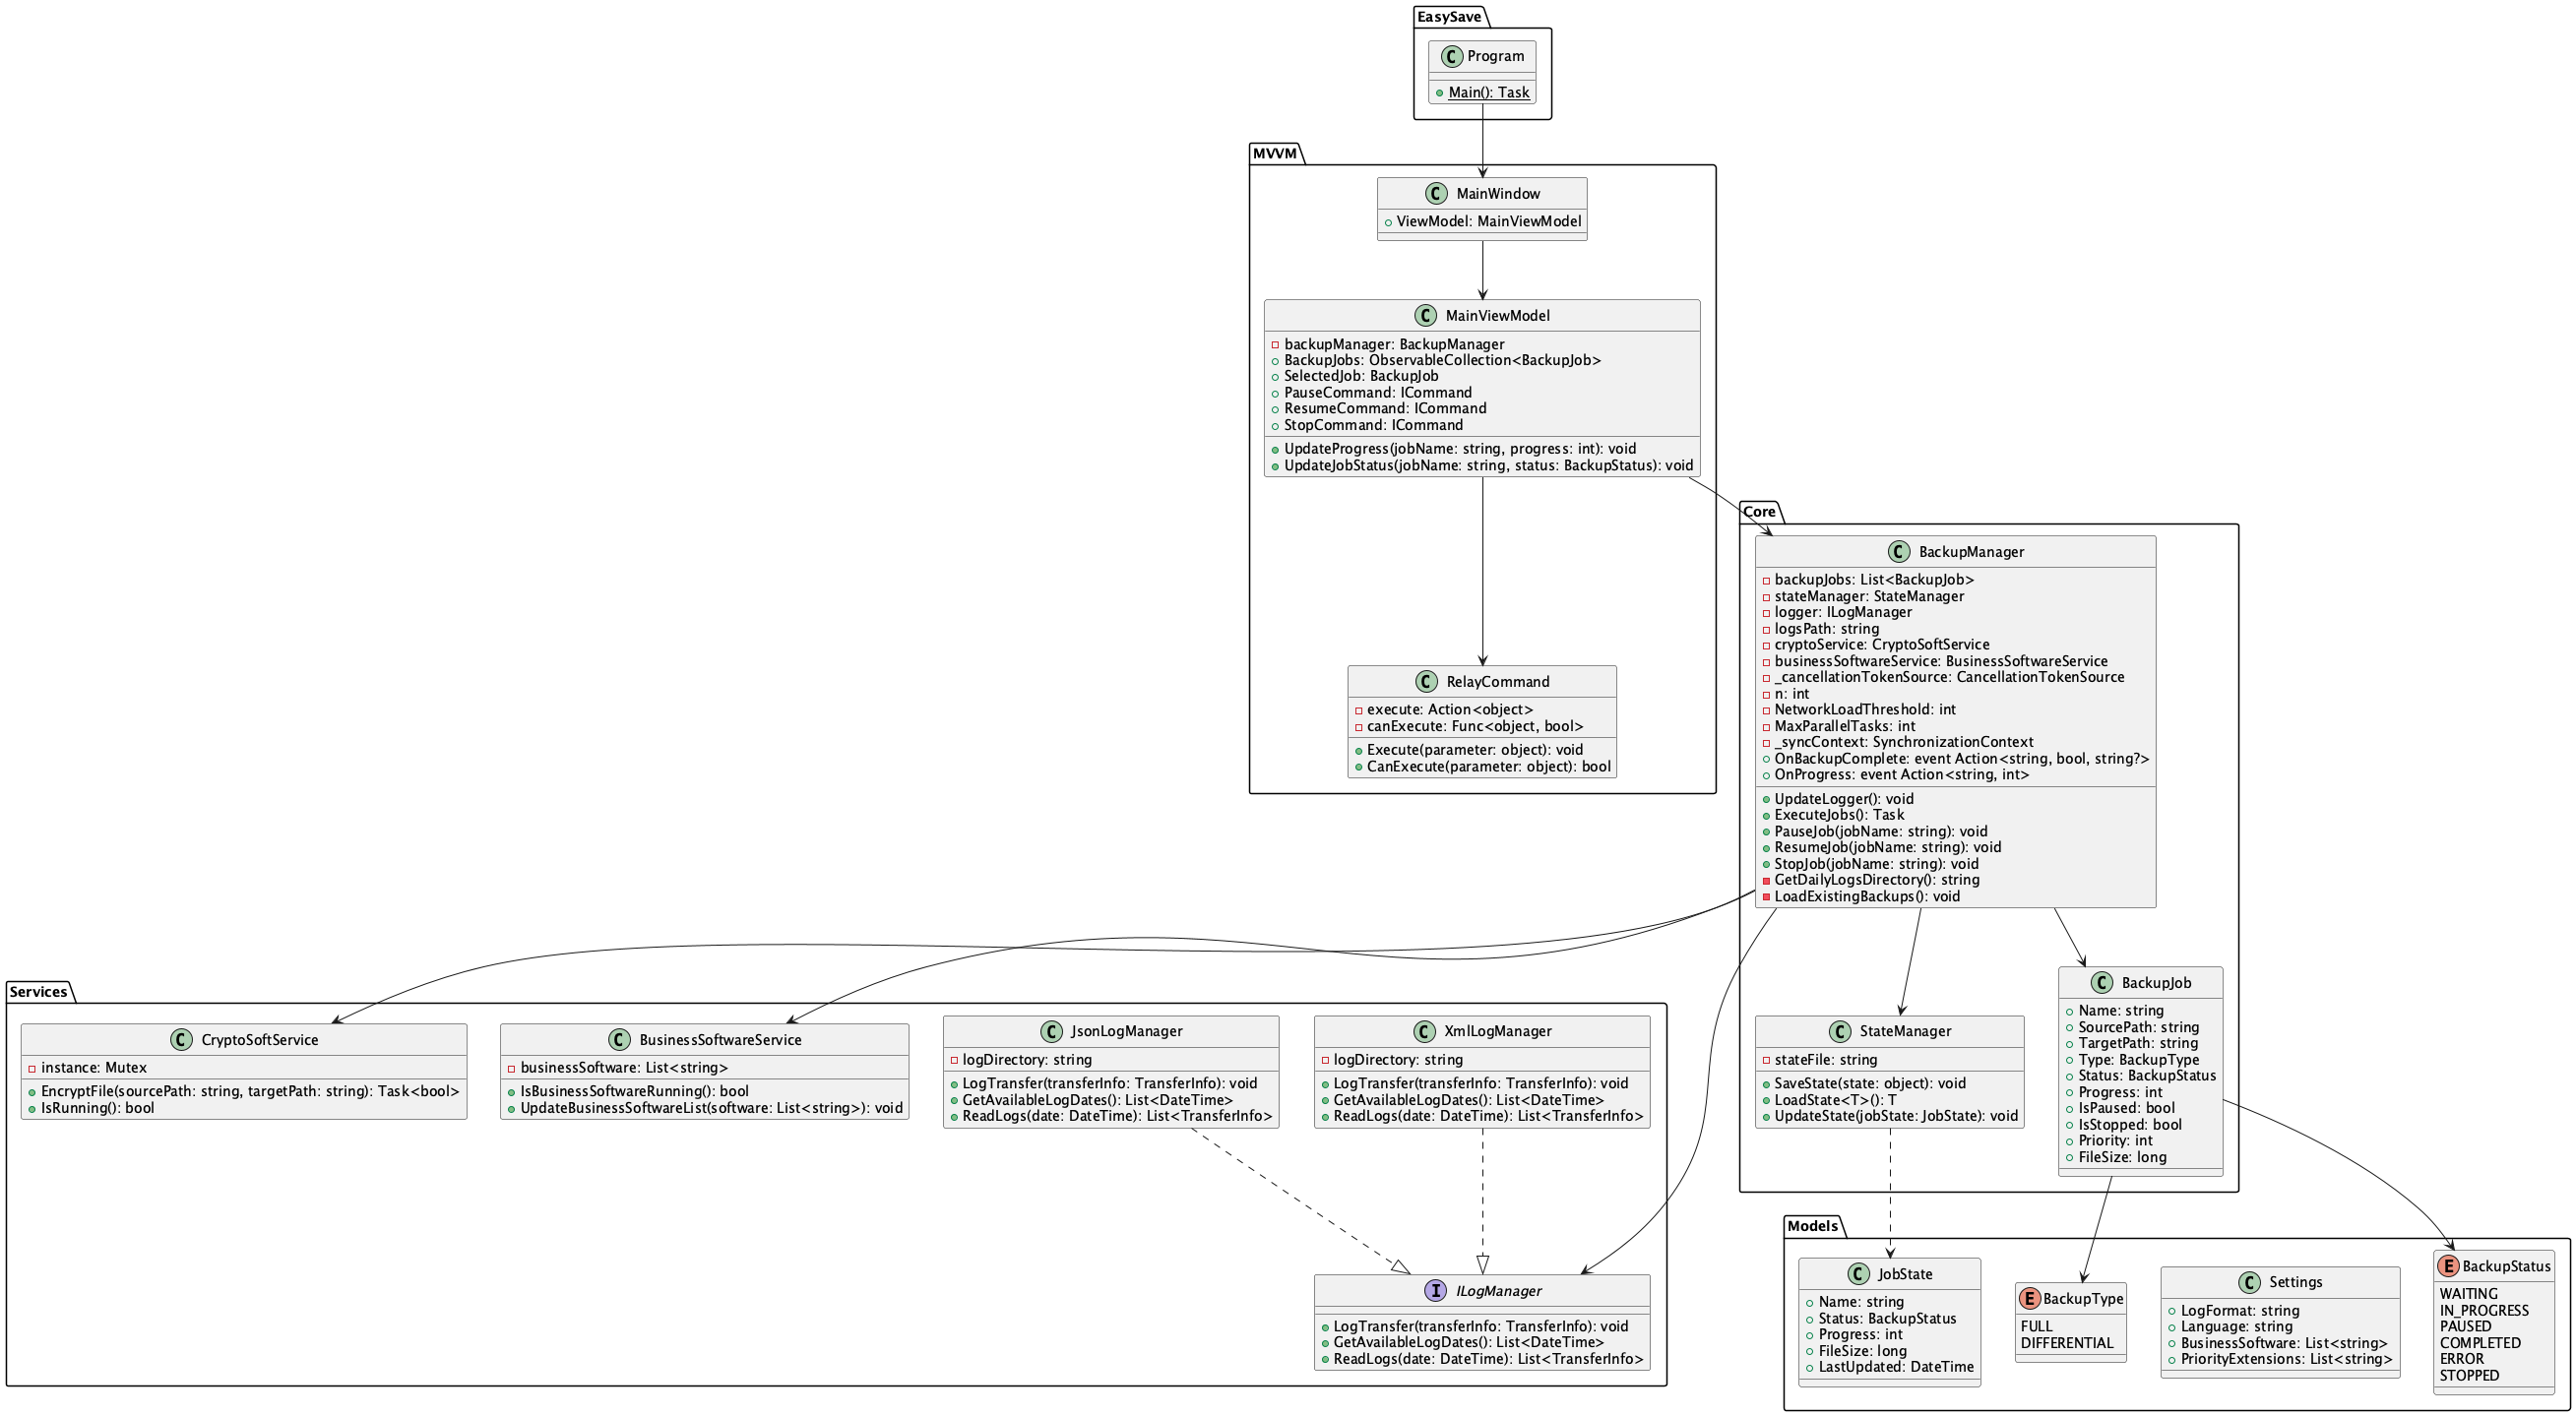 EasySave
C Program
Main(): Task
MVVM
C MainWindow
ViewModel: MainViewModel
C MainViewModel
backupManager: BackupManager
BackupJobs: ObservableCollection<BackupJob>
SelectedJob: BackupJob
PauseCommand: ICommand
ResumeCommand: ICommand
StopCommand: ICommand
UpdateProgress(jobName: string, progress: int): void
UpdateJobStatus(jobName: string, status: BackupStatus): void
C RelayCommand
execute: Action<object>
canExecute: Func<object, bool>
Execute(parameter: object): void
CanExecute(parameter: object): bool
Core
C BackupManager
backupJobs: List<BackupJob>
stateManager: StateManager
logger: ILogManager
logsPath: string
cryptoService: CryptoSoftService
businessSoftwareService: BusinessSoftwareService
_cancellationTokenSource: CancellationTokenSource
n: int
NetworkLoadThreshold: int
MaxParallelTasks: int
_syncContext: SynchronizationContext
OnBackupComplete: event Action<string, bool, string?>
OnProgress: event Action<string, int>
UpdateLogger(): void
ExecuteJobs(): Task
PauseJob(jobName: string): void
ResumeJob(jobName: string): void
StopJob(jobName: string): void
GetDailyLogsDirectory(): string
LoadExistingBackups(): void
C StateManager
stateFile: string
SaveState(state: object): void
LoadState<T>(): T
UpdateState(jobState: JobState): void
C BackupJob
Name: string
SourcePath: string
TargetPath: string
Type: BackupType
Status: BackupStatus
Progress: int
IsPaused: bool
IsStopped: bool
Priority: int
FileSize: long
Services
C CryptoSoftService
instance: Mutex
EncryptFile(sourcePath: string, targetPath: string): Task<bool>
IsRunning(): bool
C BusinessSoftwareService
businessSoftware: List<string>
IsBusinessSoftwareRunning(): bool
UpdateBusinessSoftwareList(software: List<string>): void
C JsonLogManager
logDirectory: string
LogTransfer(transferInfo: TransferInfo): void
GetAvailableLogDates(): List<DateTime>
ReadLogs(date: DateTime): List<TransferInfo>
C XmlLogManager
logDirectory: string
LogTransfer(transferInfo: TransferInfo): void
GetAvailableLogDates(): List<DateTime>
ReadLogs(date: DateTime): List<TransferInfo>
I ILogManager
LogTransfer(transferInfo: TransferInfo): void
GetAvailableLogDates(): List<DateTime>
ReadLogs(date: DateTime): List<TransferInfo>
Models
C JobState
Name: string
Status: BackupStatus
Progress: int
FileSize: long
LastUpdated: DateTime
E BackupType
FULL
DIFFERENTIAL
C Settings
LogFormat: string
Language: string
BusinessSoftware: List<string>
PriorityExtensions: List<string>
E BackupStatus
WAITING
IN_PROGRESS
PAUSED
COMPLETED
ERROR
STOPPED